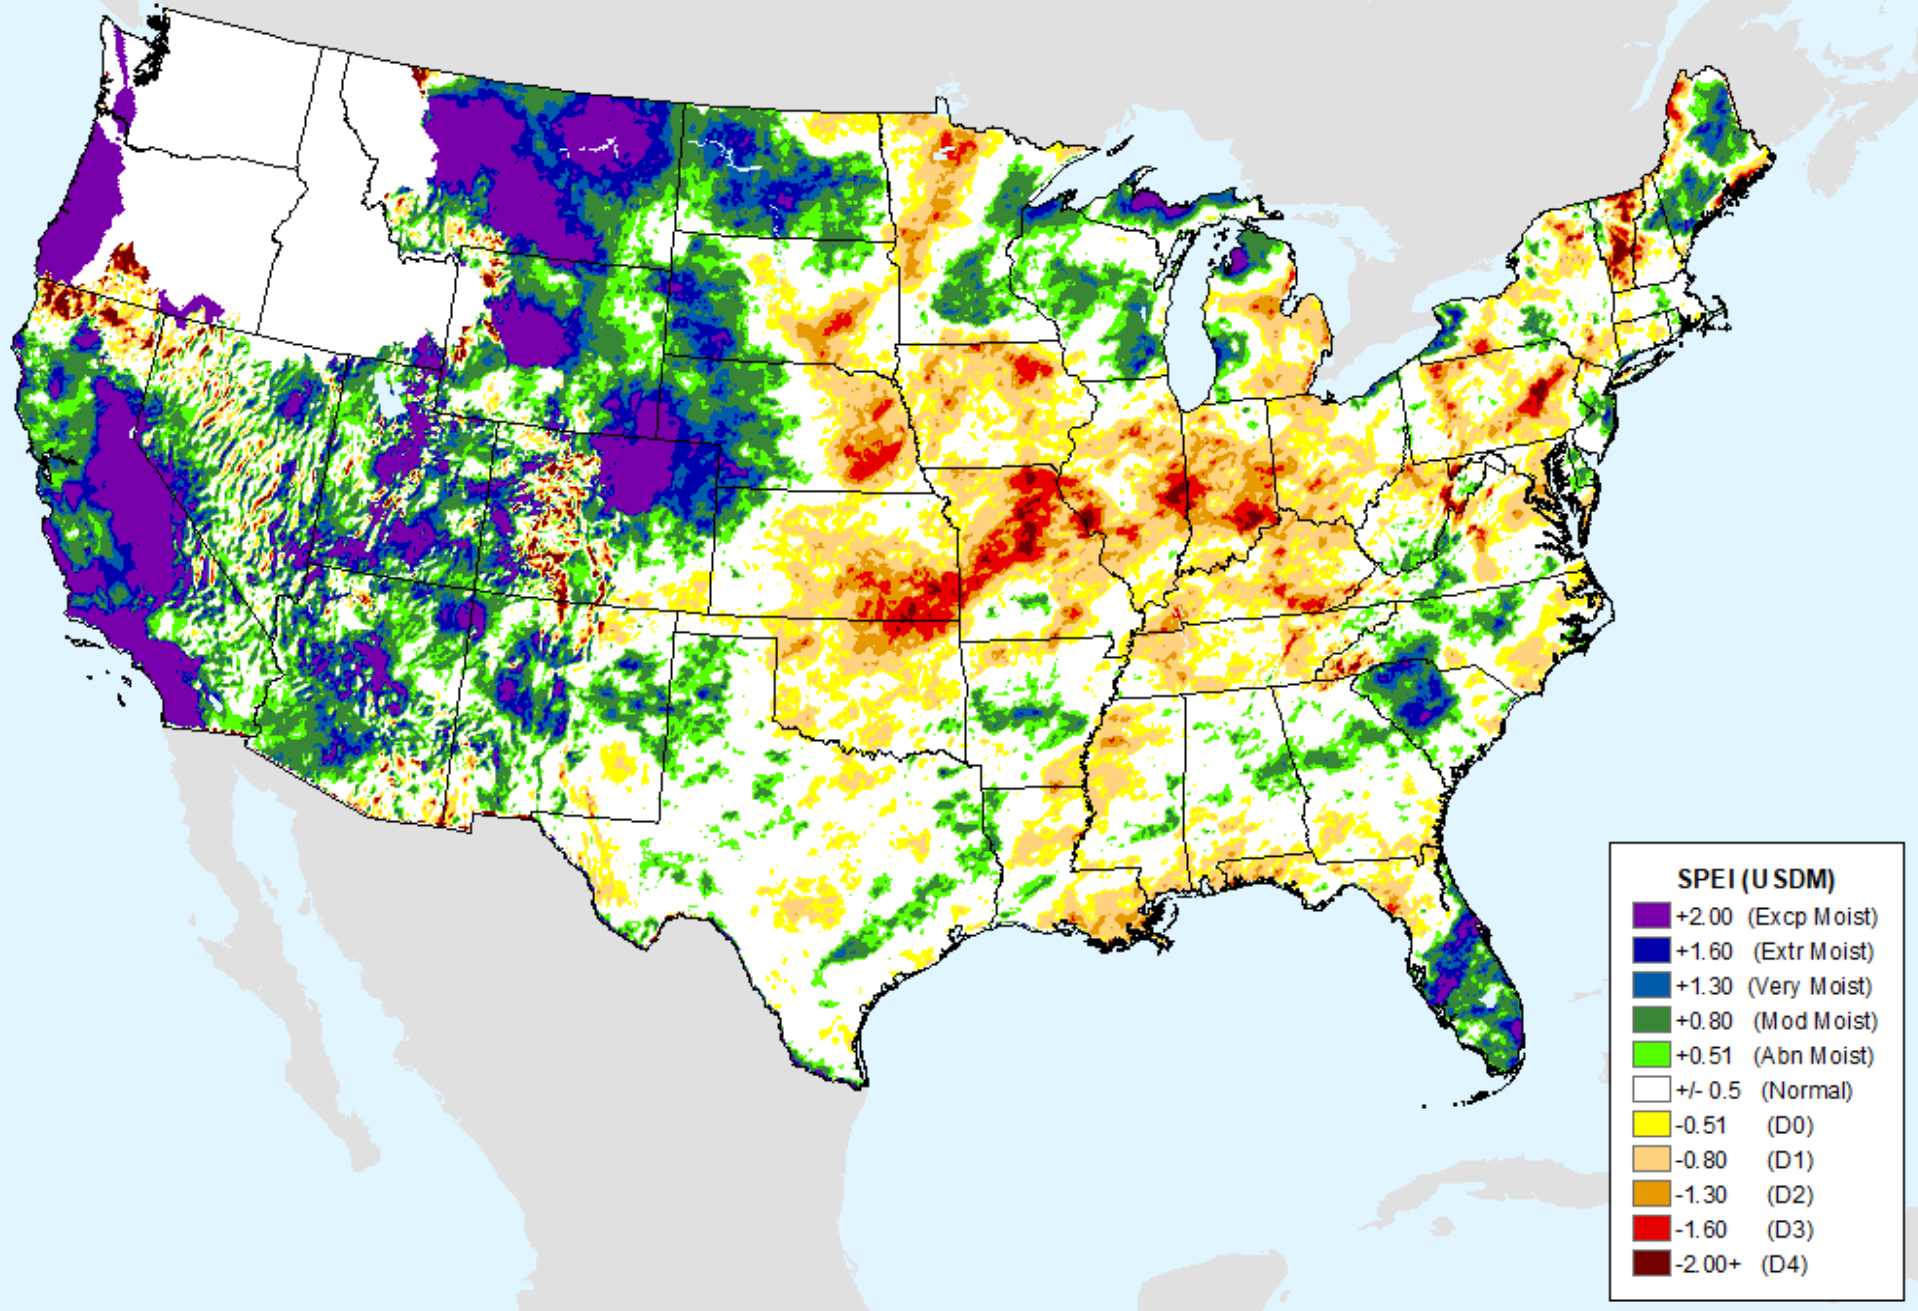 SPEI (USDM)
+2.00 (Excp Moist)
+1.60 (Extr Moist)
+1.30 (Very Moist)
+0.80 (Mod Moist)
+0.51 (Abn Moist)
+/- 0.5 (Normal)
-0.51 (D0)
-0.80 (D1)
-1.30 (D2)
-1.60 (D3)
-2.00+ (D4)